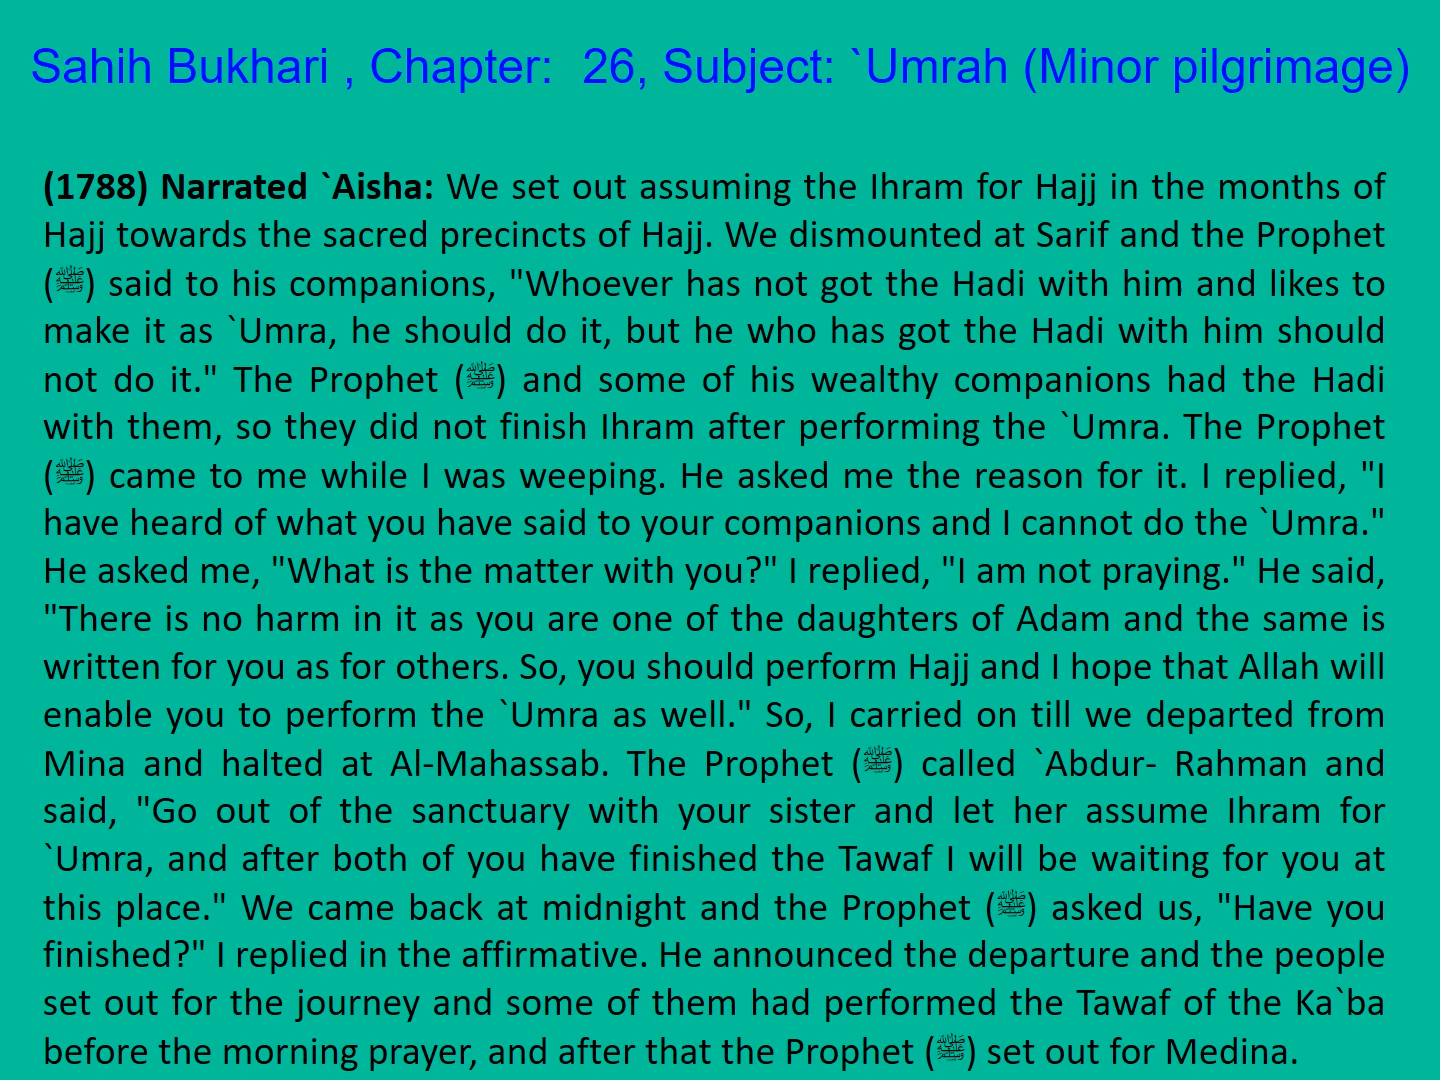 Sahih Bukhari , Chapter:  26, Subject: `Umrah (Minor pilgrimage)
(1788) Narrated `Aisha: We set out assuming the Ihram for Hajj in the months of
Hajj towards the sacred precincts of Hajj. We dismounted at Sarif and the Prophet
(ﷺ) said to his companions, "Whoever has not got the Hadi with him and likes to
make it as `Umra, he should do it, but he who has got the Hadi with him should
not do it." The Prophet (ﷺ) and some of his wealthy companions had the Hadi
with them, so they did not finish Ihram after performing the `Umra. The Prophet
(ﷺ) came to me while I was weeping. He asked me the reason for it. I replied, "I
have heard of what you have said to your companions and I cannot do the `Umra."
He asked me, "What is the matter with you?" I replied, "I am not praying." He said,
"There is no harm in it as you are one of the daughters of Adam and the same is
written for you as for others. So, you should perform Hajj and I hope that Allah will
enable you to perform the `Umra as well." So, I carried on till we departed from
Mina and halted at Al-Mahassab. The Prophet (ﷺ) called `Abdur- Rahman and
said, "Go out of the sanctuary with your sister and let her assume Ihram for
`Umra, and after both of you have finished the Tawaf I will be waiting for you at
this place." We came back at midnight and the Prophet (ﷺ) asked us, "Have you
finished?" I replied in the affirmative. He announced the departure and the people
set out for the journey and some of them had performed the Tawaf of the Ka`ba
before the morning prayer, and after that the Prophet (ﷺ) set out for Medina.